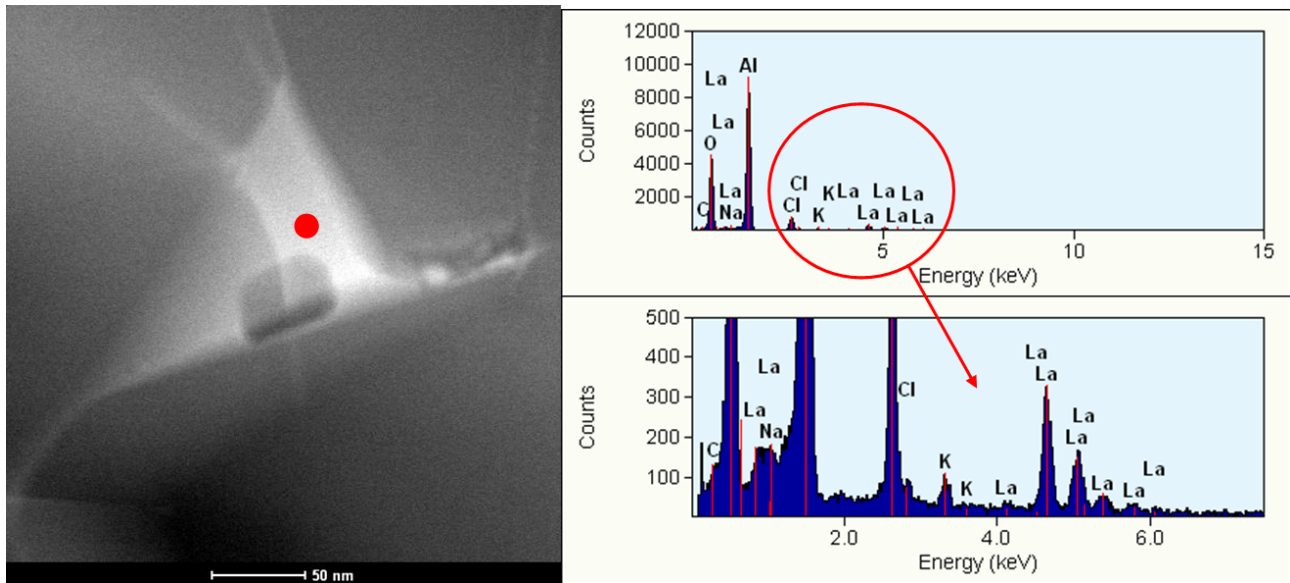 50 nm
12000
10000
8000
6000
4000
2000
Counts
La
Al
La
O
La
C
Na
Cl
Cl
K
K
La
La
La
La
La
La
5
10
15
Energy (keV)
500
400
300
200
100
Counts
La
La
C
Na
Cl
K
K
La
La
La
La
La
La
La
La
2.0
4.0
6.0
Energy (keV)